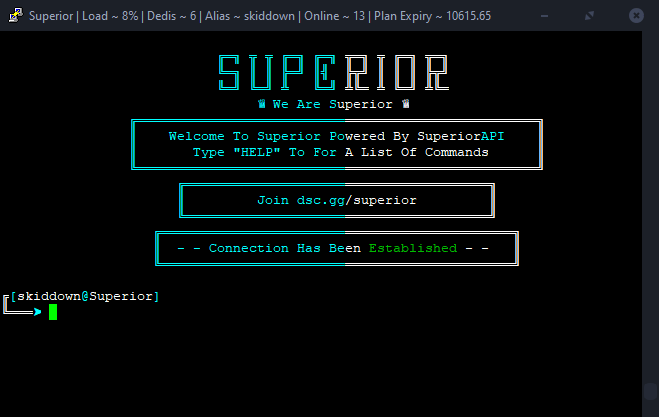 Superior | Load ~ 8% | Dedis ~ 6 | Alias ~ skiddown | Online ~ 13 | Plan Expiry ~ 10615.65
SUPERIOR
♛ We Are Superior ♛
Welcome To Superior Powered By SuperiorAPI
Type "HELP" To For A List Of Commands
Join dsc.gg/superior
- - Connection Has Been Established - -
[skiddown@Superior]